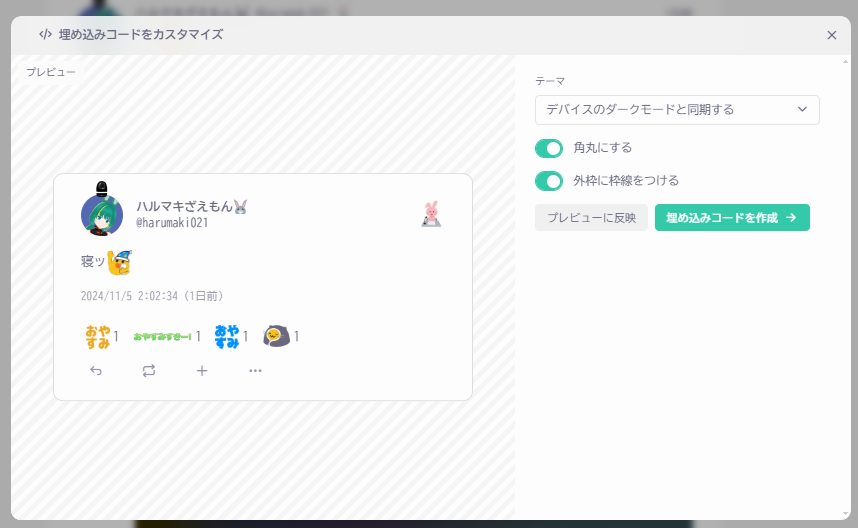 埋め込みコードをカスタマイズ
プレビュー
テーマ
デバイスのダークモードと同期する
角丸にする
外枠に枠線をつける
プレビューに反映
埋め込みコードを作成
ハルマキざえもん
@harumaki021
寝ッ
2024/11/5 2:02:34 (1日前)
おやすみ 1 おやすみすきー! 1 おやすみ 1 1